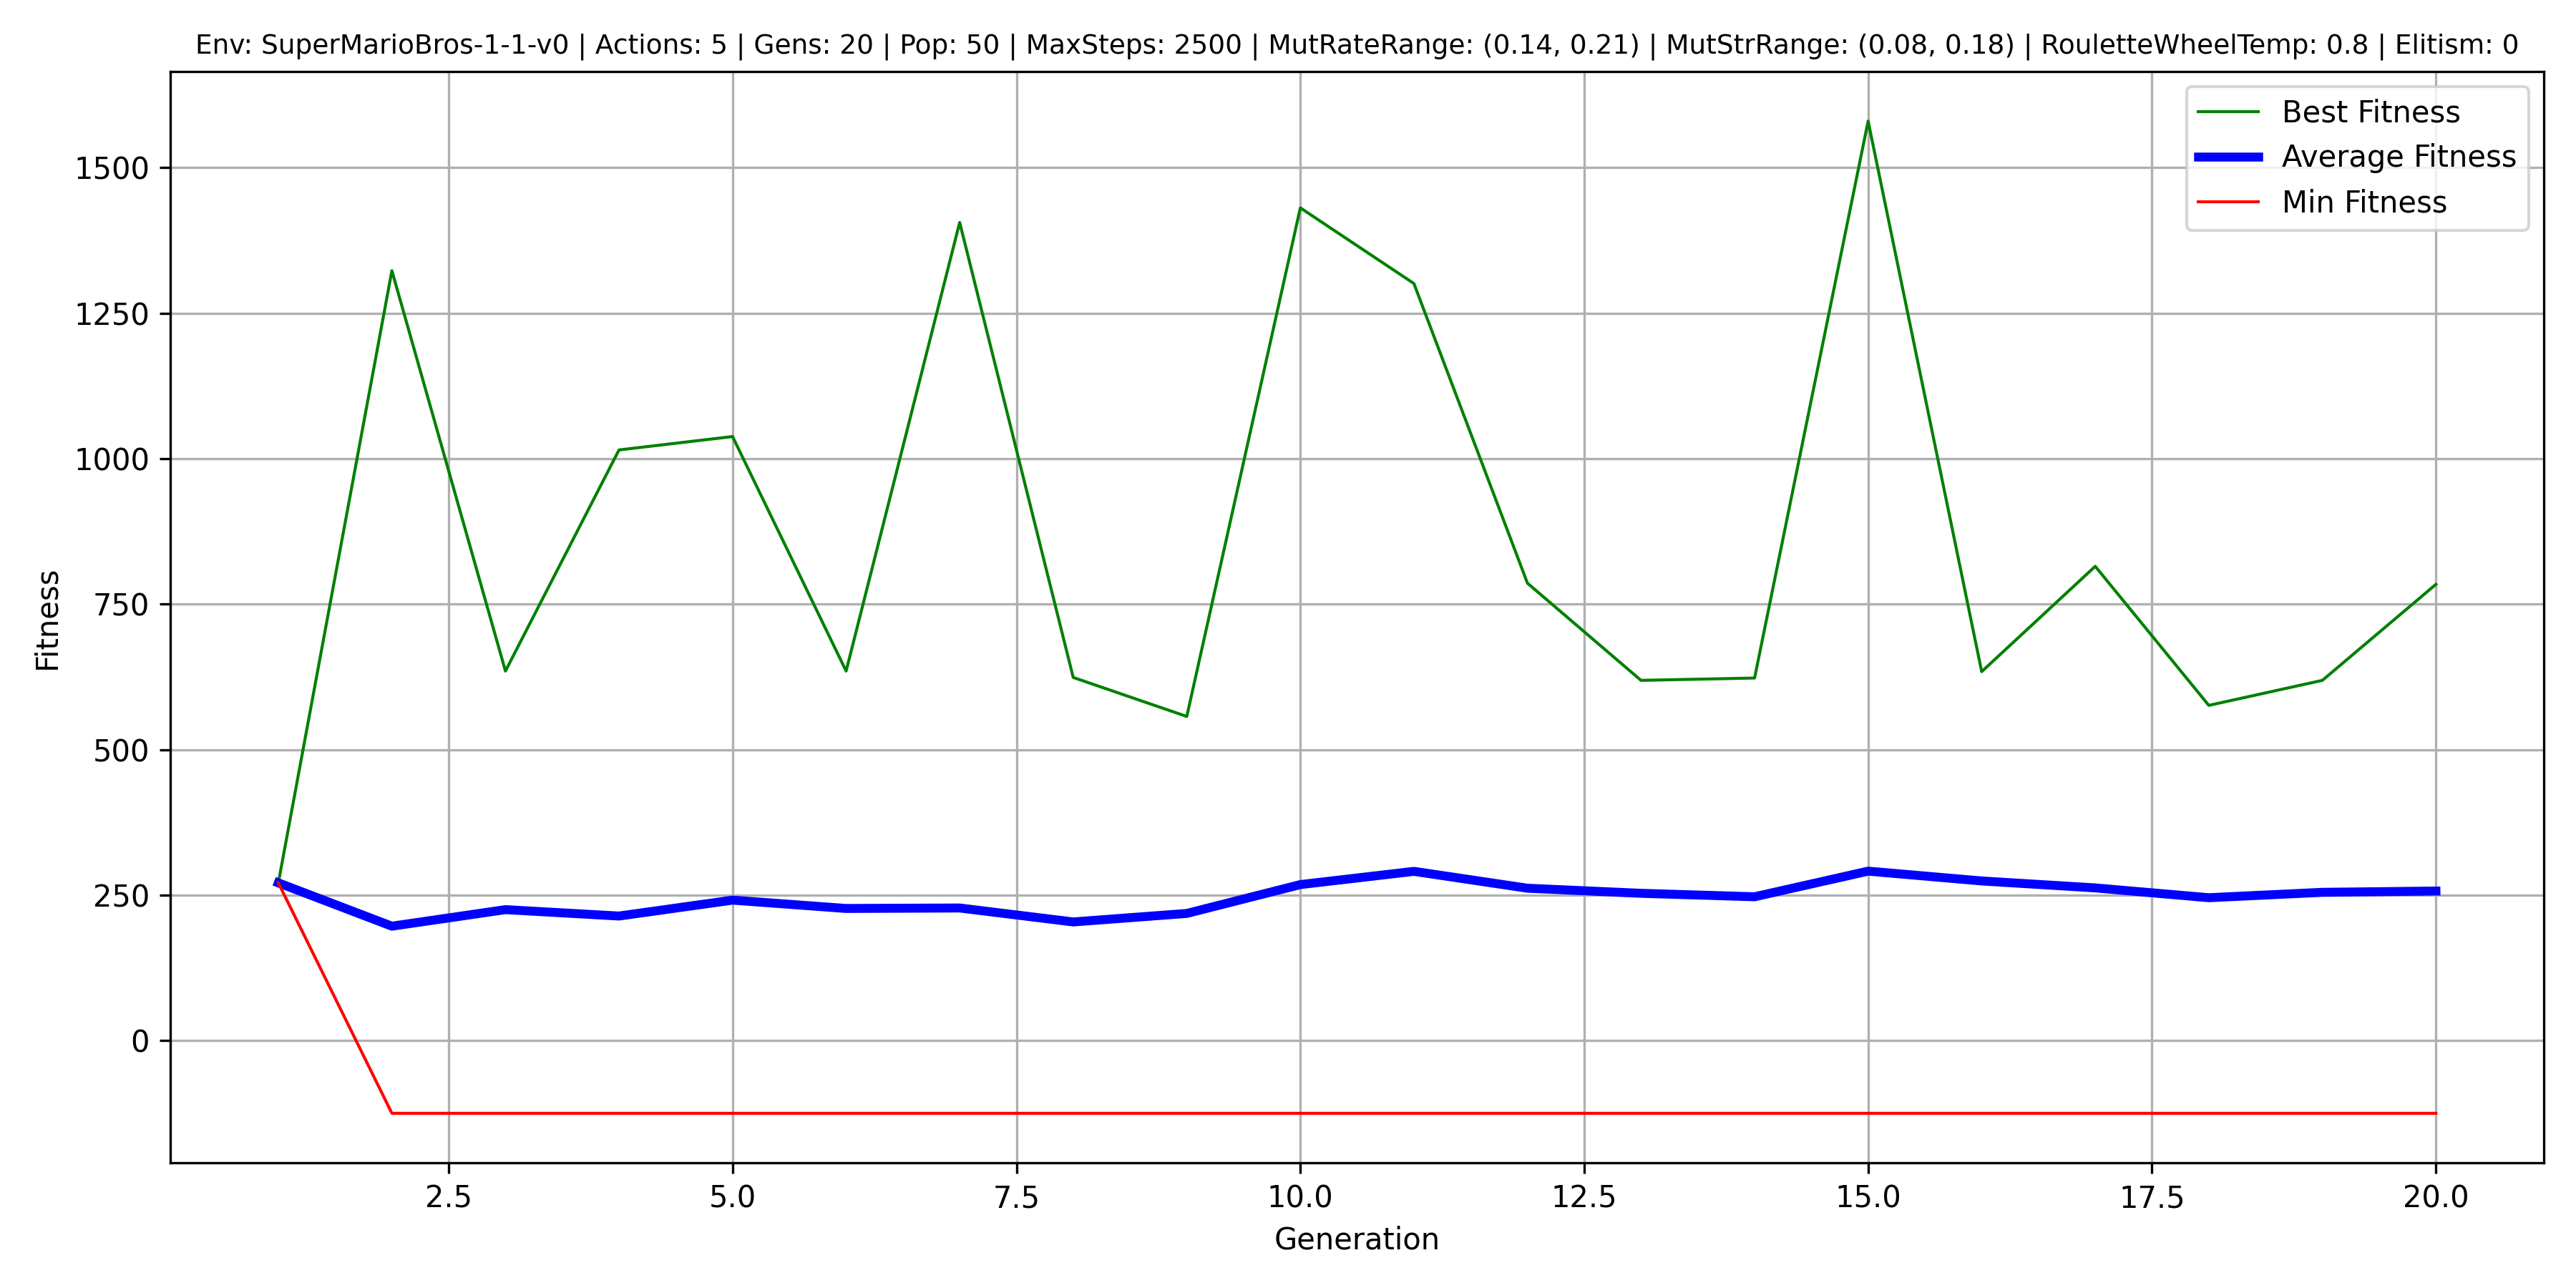 Env: SuperMarioBros-1-1-v0 | Actions: 5 | Gens: 20 | Pop: 50 | MaxSteps: 2500 | MutRateRange: (0.14, 0.21) | MutStrRange: (0.08, 0.18) | RouletteWheelTemp: 0.8 | Elitism: 0
Best Fitness
Average Fitness
Min Fitness
1500
1250
1000
750
500
250
0
Fitness
2.5 5.0 7.5 10.0 12.5 15.0 17.5 20.0
Generation